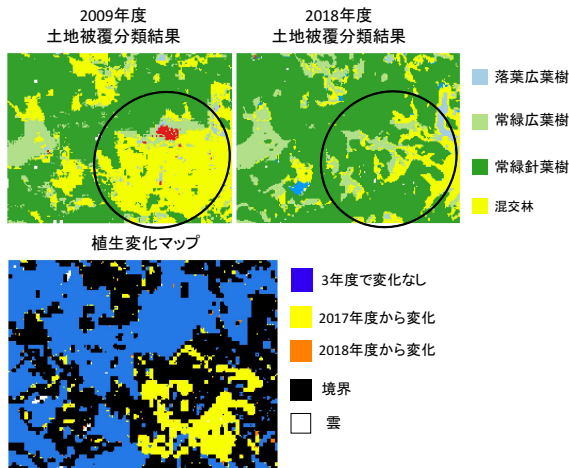 2009年度
土地被覆分類結果
2018年度
土地被覆分類結果
落葉広葉樹
常緑広葉樹
常緑針葉樹
混交林
植生変化マップ
3年度で変化なし
2017年度から変化
2018年度から変化
境界
雲